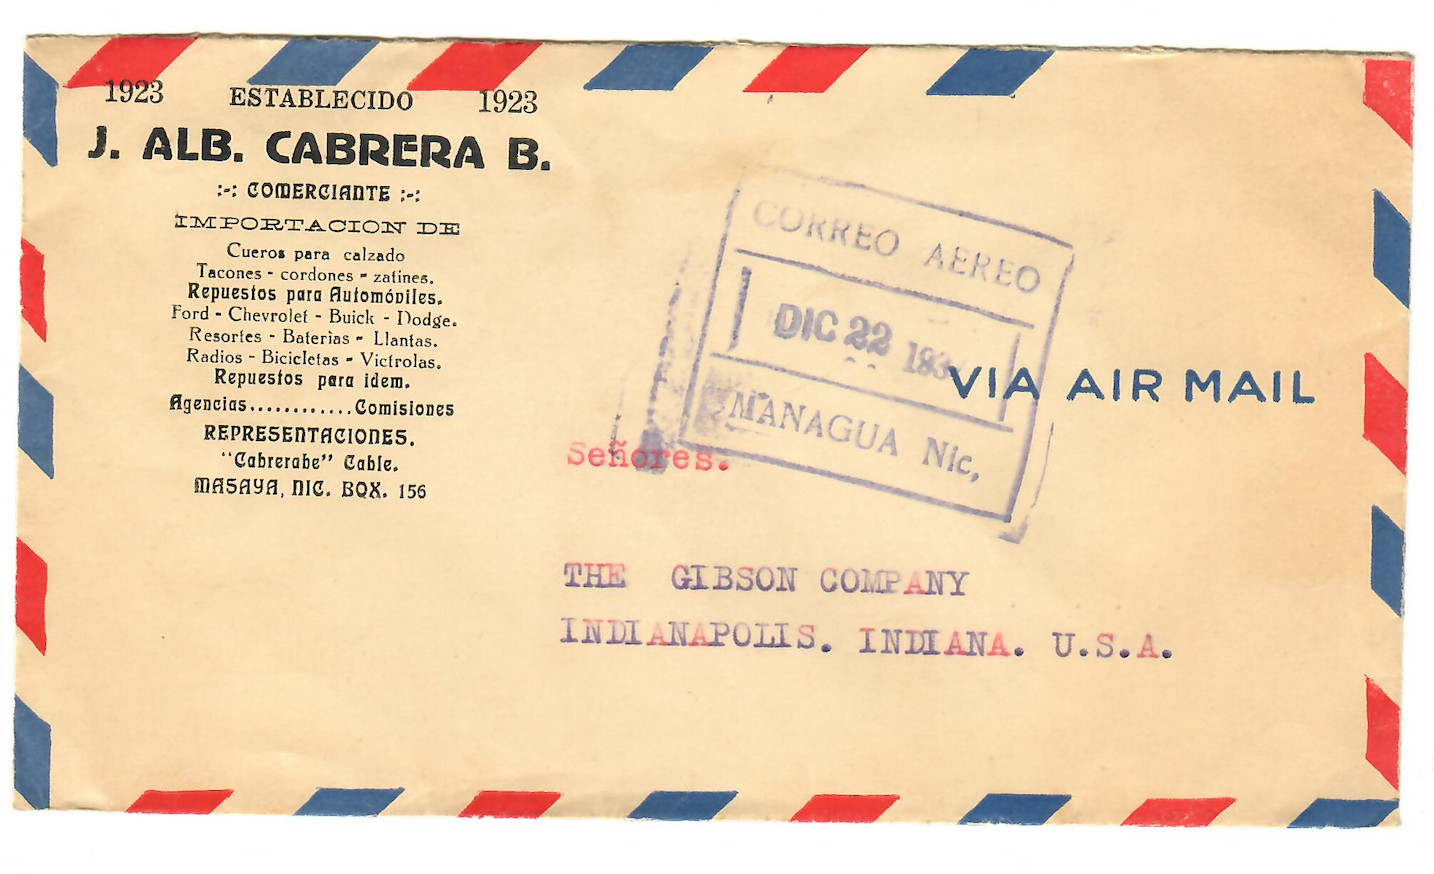 1923 ESTABLECIDO 1923
J. ALB. CABRERA B.
:-: COMERCIANTE :-:
IMPORTACION DE
Cueros para calzado
Tacones - cordones - zatines.
Repuestos para Automóviles.
Ford - Chevrolet - Buick - Dodge.
Resortes - Baterias - Llantas.
Radios - Bicicletas - Victrolas.
Repuestos para idem.
Agencias............Comisiones
REPRESENTACIONES.
"Cabrerabe" Cable.
MASAYA, NIC. BOX. 156
CORREO AEREO
DIC 22
MANAGUA Nic,
VIA AIR MAIL
Señores.
THE GIBSON COMPANY
INDIANAPOLIS. INDIANA. U.S.A.